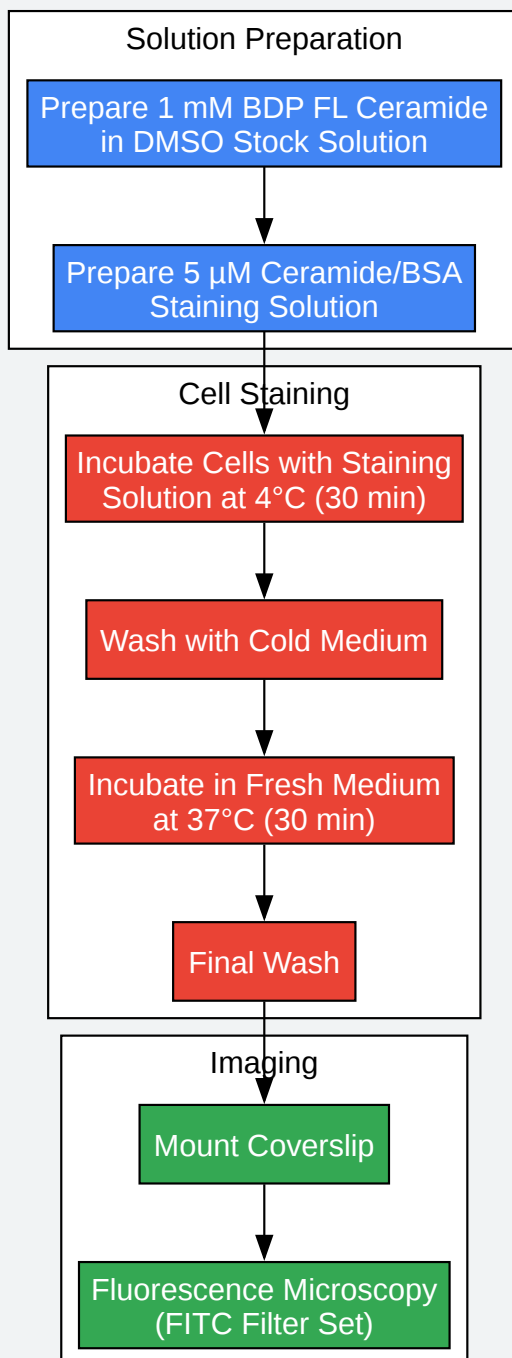 Solution Preparation
Prepare 1 mM BDP FL Ceramide
in DMSO Stock Solution
Prepare 5 µM Ceramide/BSA
Staining Solution
Cell Staining
Incubate Cells with Staining
Solution at 4°C (30 min)
Wash with Cold Medium
Incubate in Fresh Medium
at 37°C (30 min)
Final Wash
Imaging
Mount Coverslip
Fluorescence Microscopy
(FITC Filter Set)